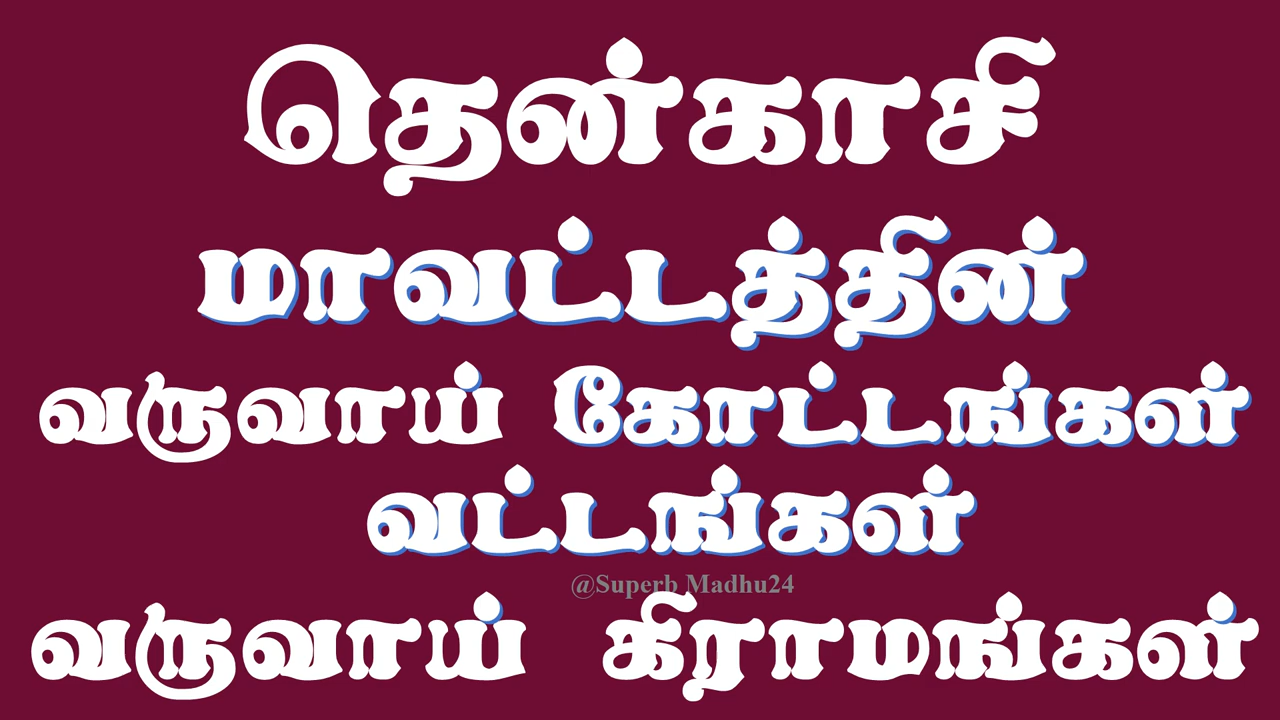 தென்காசி
மாவட்டத்தின்
வருவாய் கோட்டங்கள்
வட்டங்கள்
@Superb Madhu24
வருவாய் கிராமங்கள்